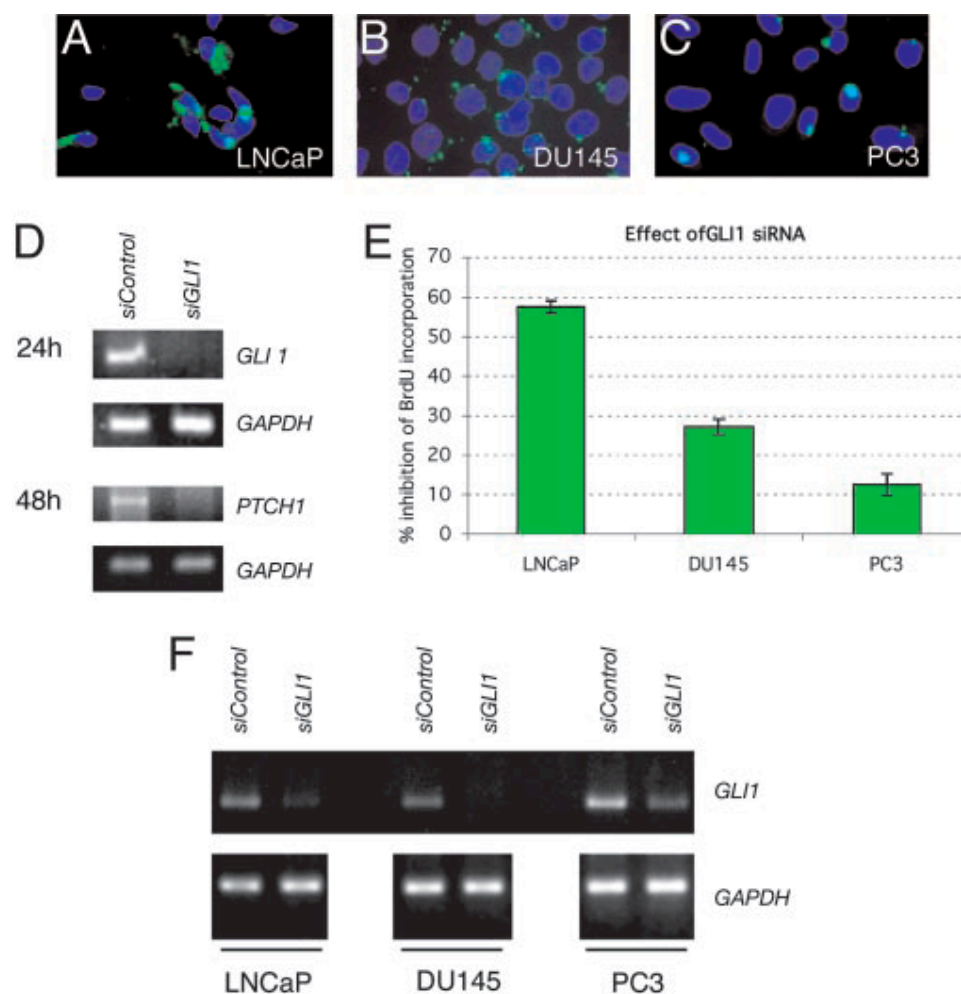 A
LNCaP
B
DU145
C
PC3
D
siControl
siGLI1
24h
GLI 1
GAPDH
48h
PTCH1
GAPDH
E
Effect ofGLI1 siRNA
% inhibition of BrdU incorporation
70
60
50
40
30
20
10
0
LNCaP
DU145
PC3
F
siControl
siGLI1
siControl
siGLI1
siControl
siGLI1
GLI1
GAPDH
LNCaP
DU145
PC3